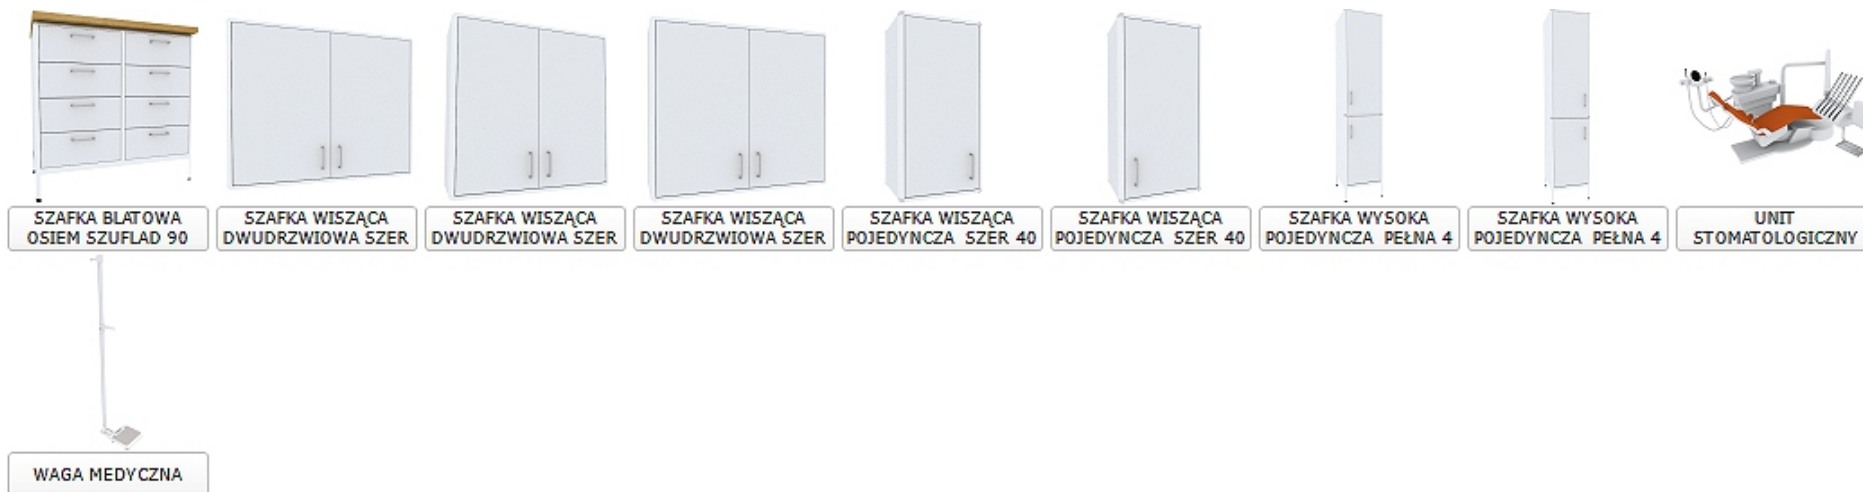 SZAFKA BLATOWA
OSIEM SZUFLAD 90
SZAFKA WISZĄCA
DWUDRZWIOWA SZER
SZAFKA WISZĄCA
DWUDRZWIOWA SZER
SZAFKA WISZĄCA
DWUDRZWIOWA SZER
SZAFKA WISZĄCA
POJEDYNCZA  SZER 40
SZAFKA WISZĄCA
POJEDYNCZA  SZER 40
SZAFKA WYSOKA
POJEDYNCZA  PEŁNA 4
SZAFKA WYSOKA
POJEDYNCZA  PEŁNA 4
UNIT
STOMATOLOGICZNY
WAGA MEDYCZNA